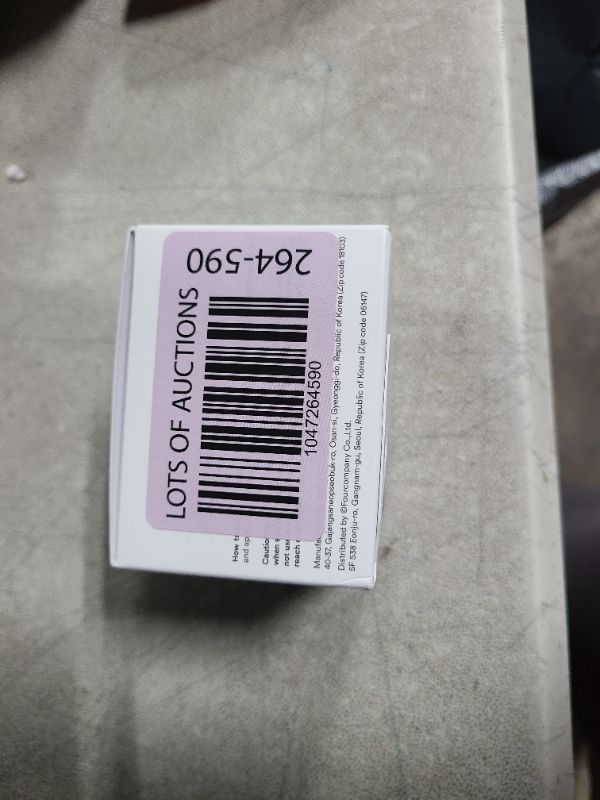 LOTS OF AUCTIONS
264-590
1047264590
How to
and ap
Cautio
when s
not use
reach o
Manufa
40-37, Gajangsaneopseobuk-ro, Osan-si, Gyeonggi-do, Republic of Korea (Zip code 18103)
Distributed by ©Fourcompany Co.,Ltd.
5F 538 Eonju-ro, Gangnam-gu, Seoul, Republic of Korea (Zip code 06147)